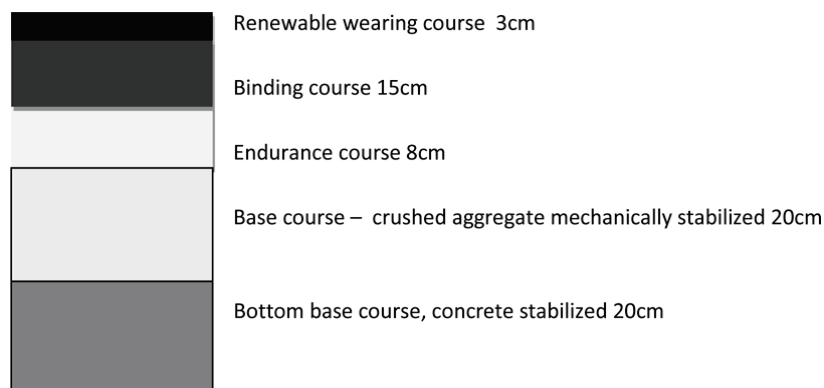 Renewable wearing course  3cm
Binding course 15cm
Endurance course 8cm
Base course –  crushed aggregate mechanically stabilized 20cm
Bottom base course, concrete stabilized 20cm